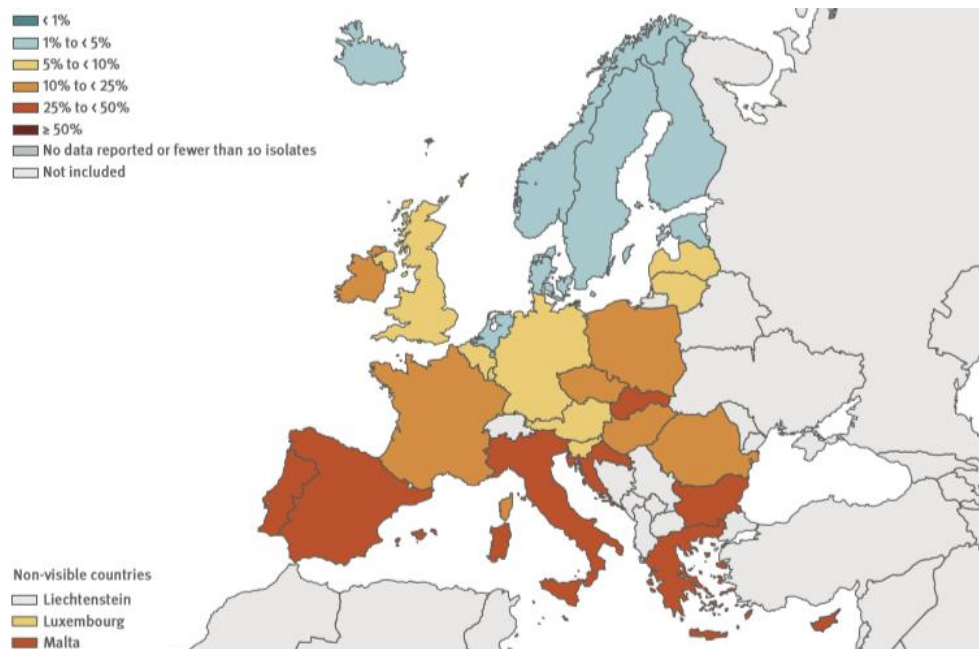 < 1%
1% to < 5%
5% to < 10%
10% to < 25%
25% to < 50%
≥ 50%
No data reported or fewer than 10 isolates
Not included
Non-visible countries
Liechtenstein
Luxembourg
Malta